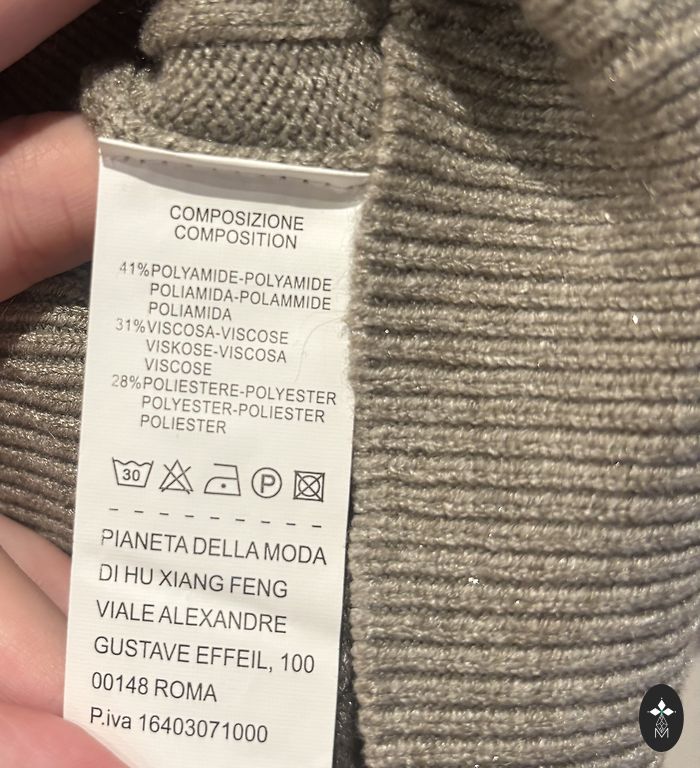 COMPOSIZIONE
COMPOSITION
41%POLYAMIDE-POLYAMIDE
POLIAMIDA-POLAMMIDE
POLIAMIDA
31%VISCOSA-VISCOSE
VISKOSE-VISCOSA
VISCOSE
28%POLIESTERE-POLYESTER
POLYESTER-POLIESTER
POLIESTER
30 P
PIANETA DELLA MODA
DI HU XIANG FENG
VIALE ALEXANDRE
GUSTAVE EFFEIL, 100
00148 ROMA
P.iva 16403071000
M